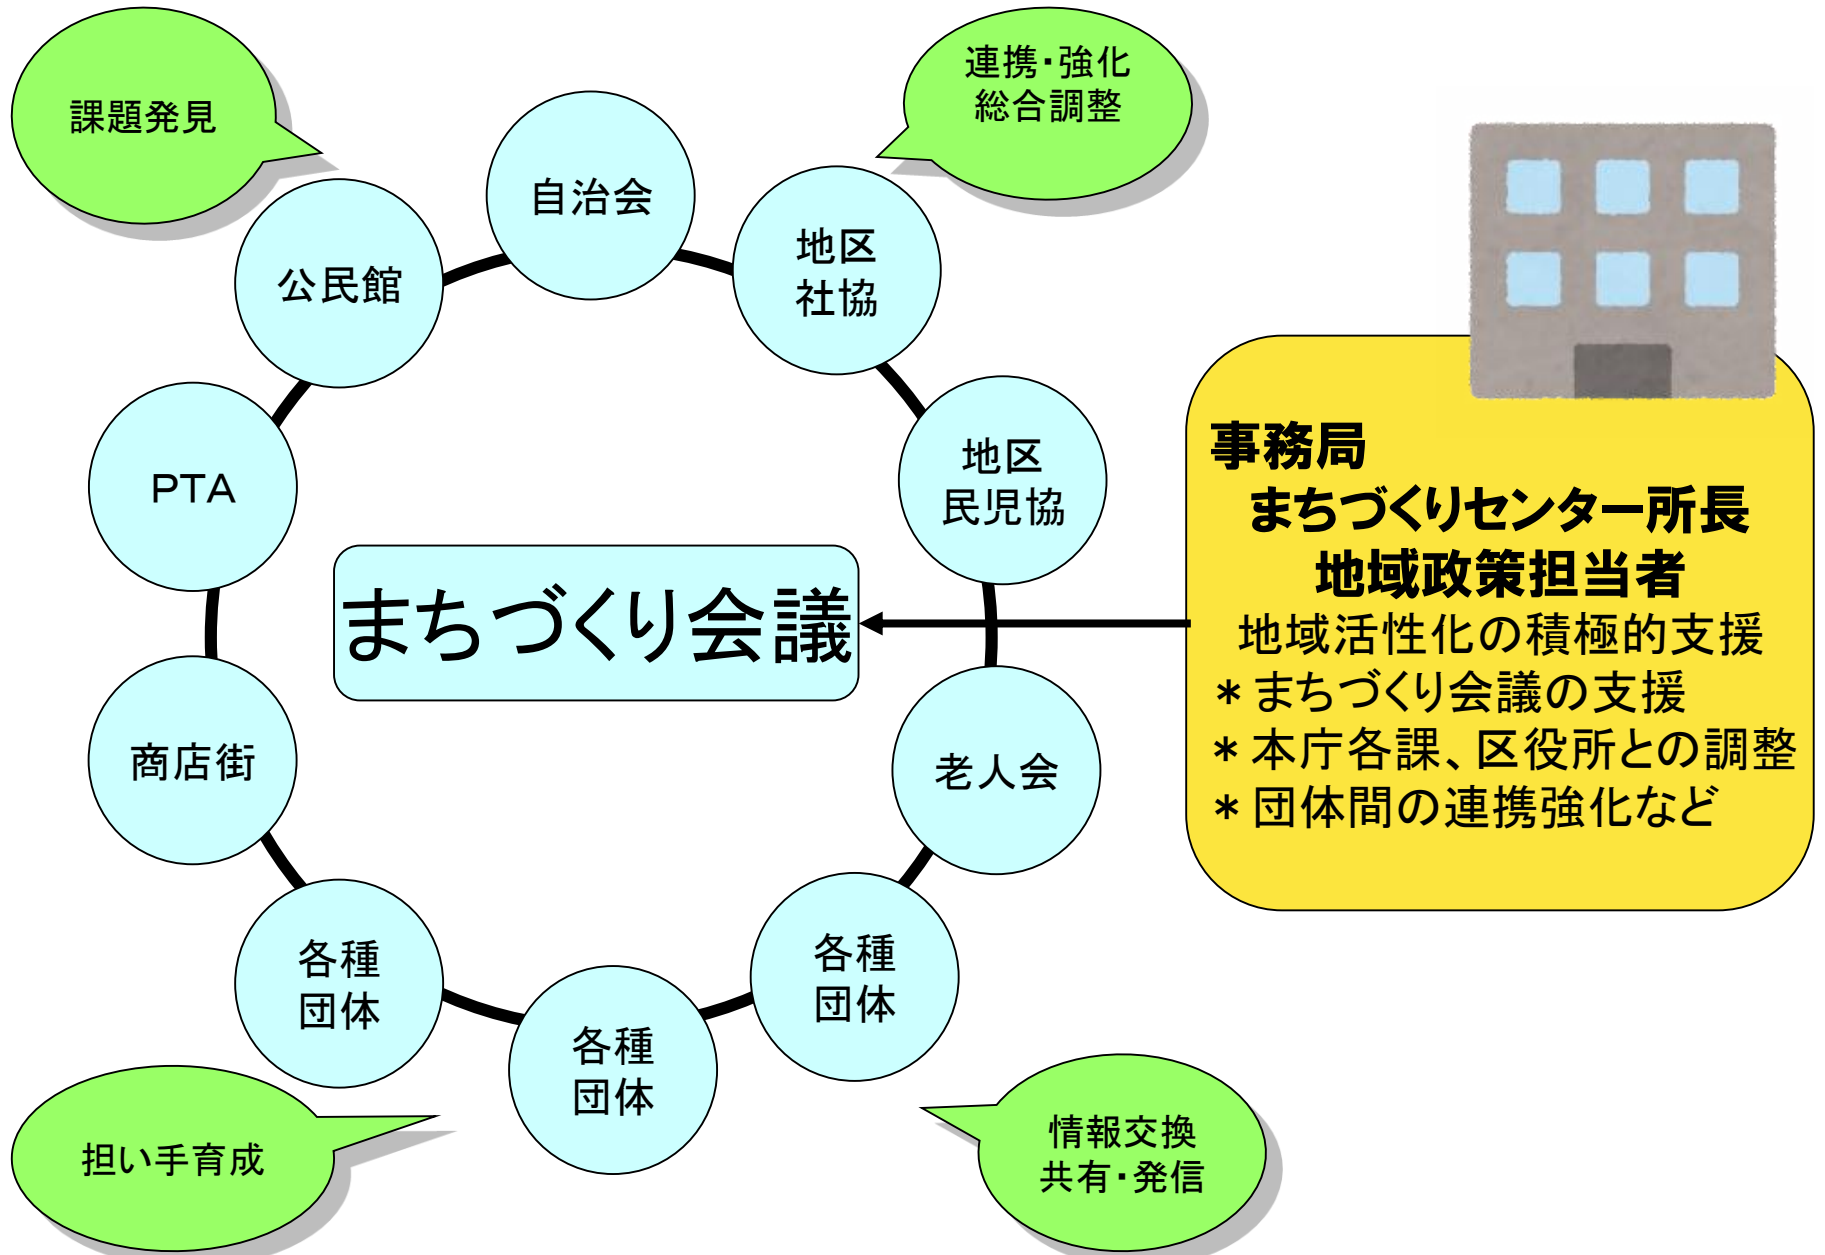 課題発見
連携・強化
総合調整
自治会
公民館
地区
社協
PTA
地区
民児協
まちづくり会議
商店街
老人会
各種
団体
各種
団体
各種
団体
担い手育成
情報交換
共有・発信
事務局
まちづくりセンター所長
地域政策担当者
地域活性化の積極的支援
＊まちづくり会議の支援
＊本庁各課、区役所との調整
＊団体間の連携強化など